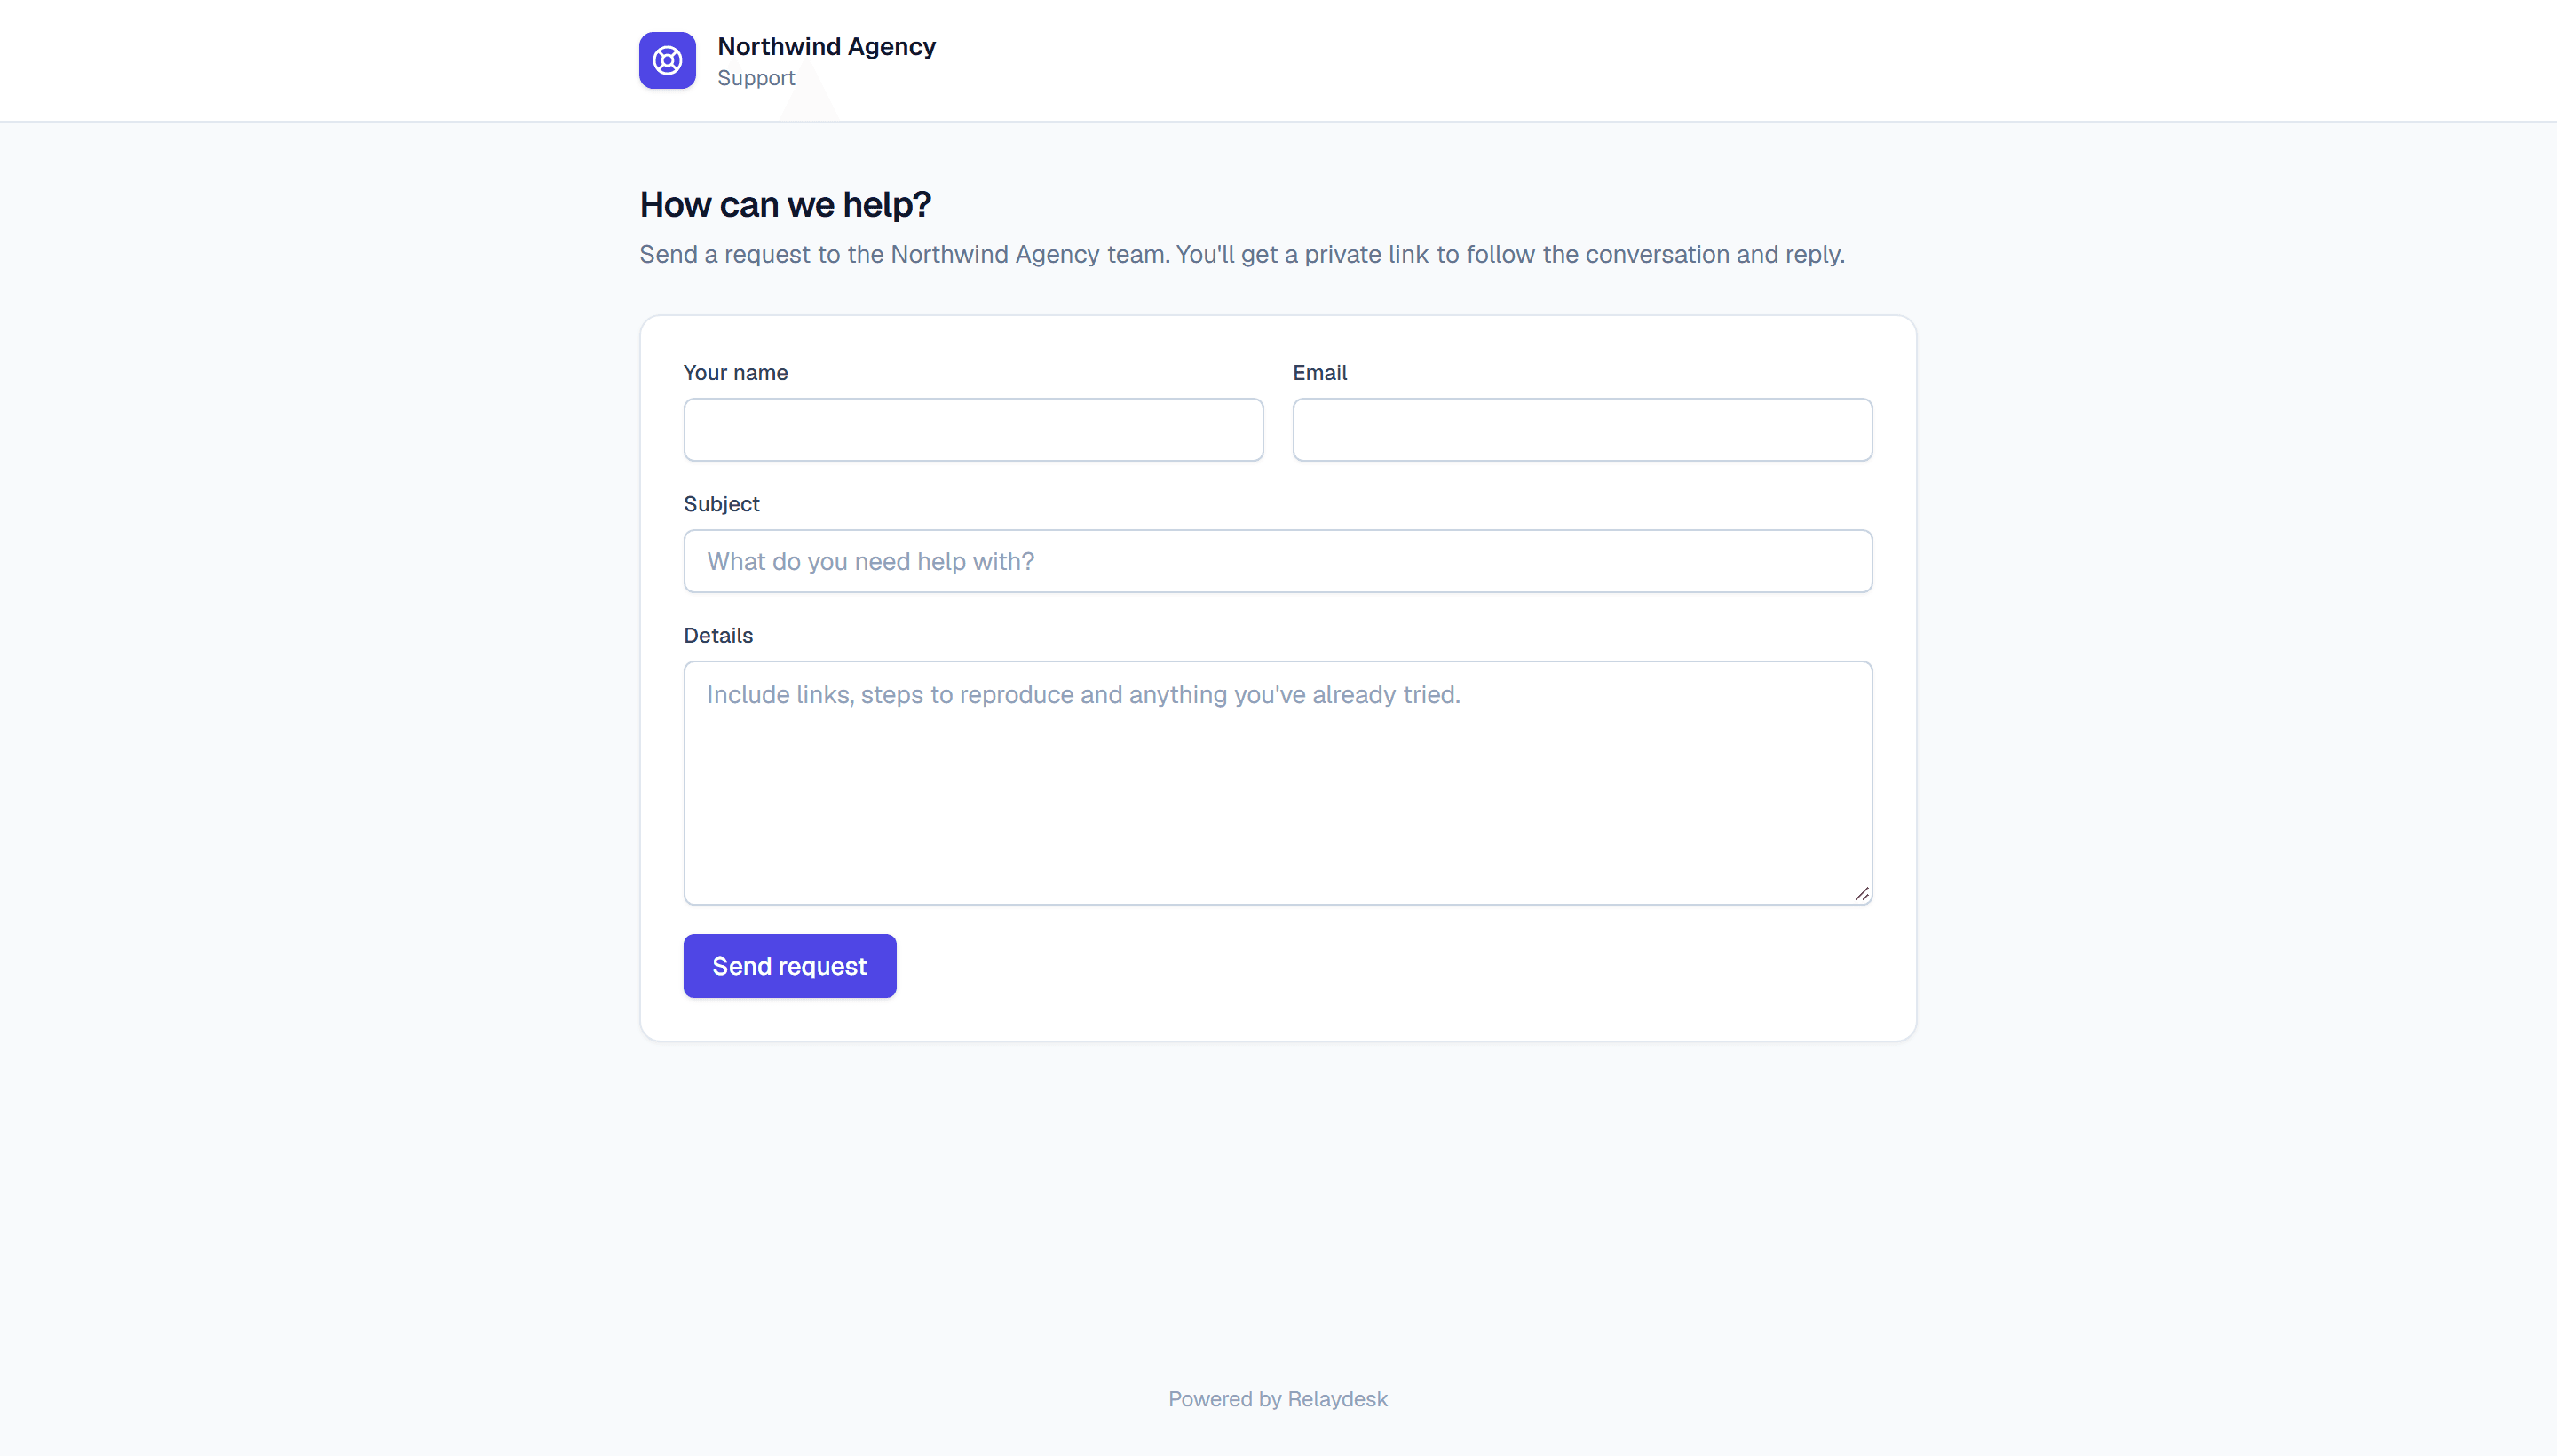 Northwind Agency
Support
How can we help?
Send a request to the Northwind Agency team. You'll get a private link to follow the conversation and reply.
Your name
Email
Subject
What do you need help with?
Details
Include links, steps to reproduce and anything you've already tried.
Send request
Powered by Relaydesk